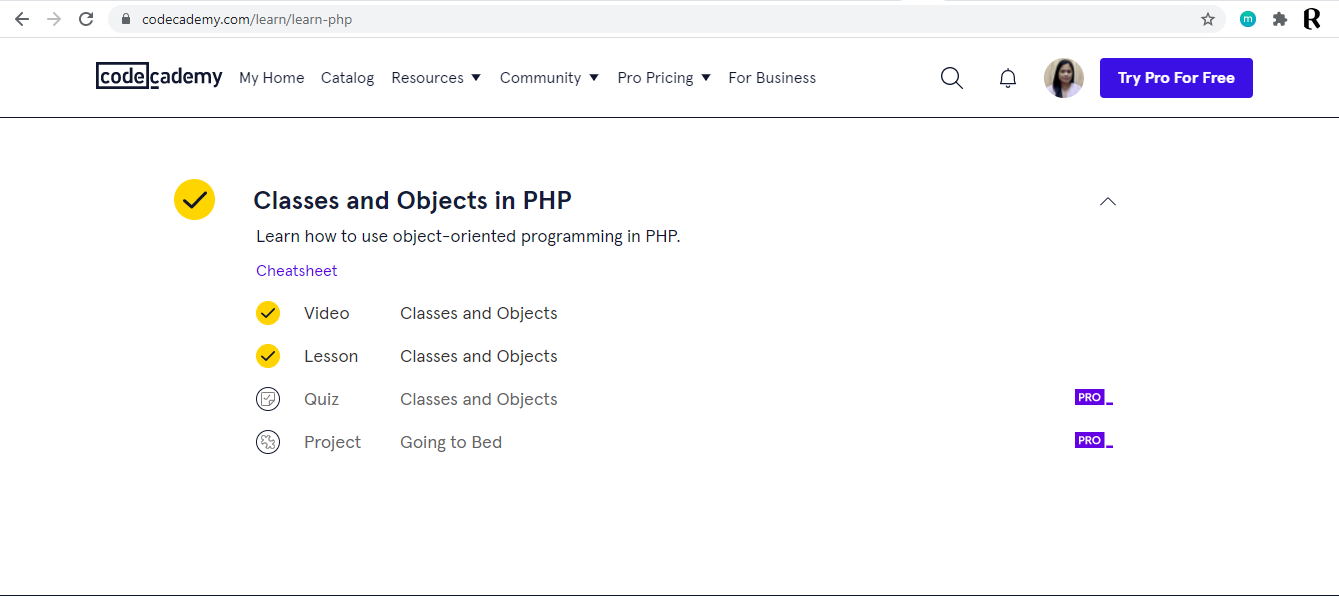 codecademy.com/learn/learn-php
m
R
codecademy My Home Catalog Resources Community Pro Pricing For Business Try Pro For Free
Classes and Objects in PHP
Learn how to use object-oriented programming in PHP.
Cheatsheet
Video Classes and Objects
Lesson Classes and Objects
Quiz Classes and Objects PRO
Project Going to Bed PRO